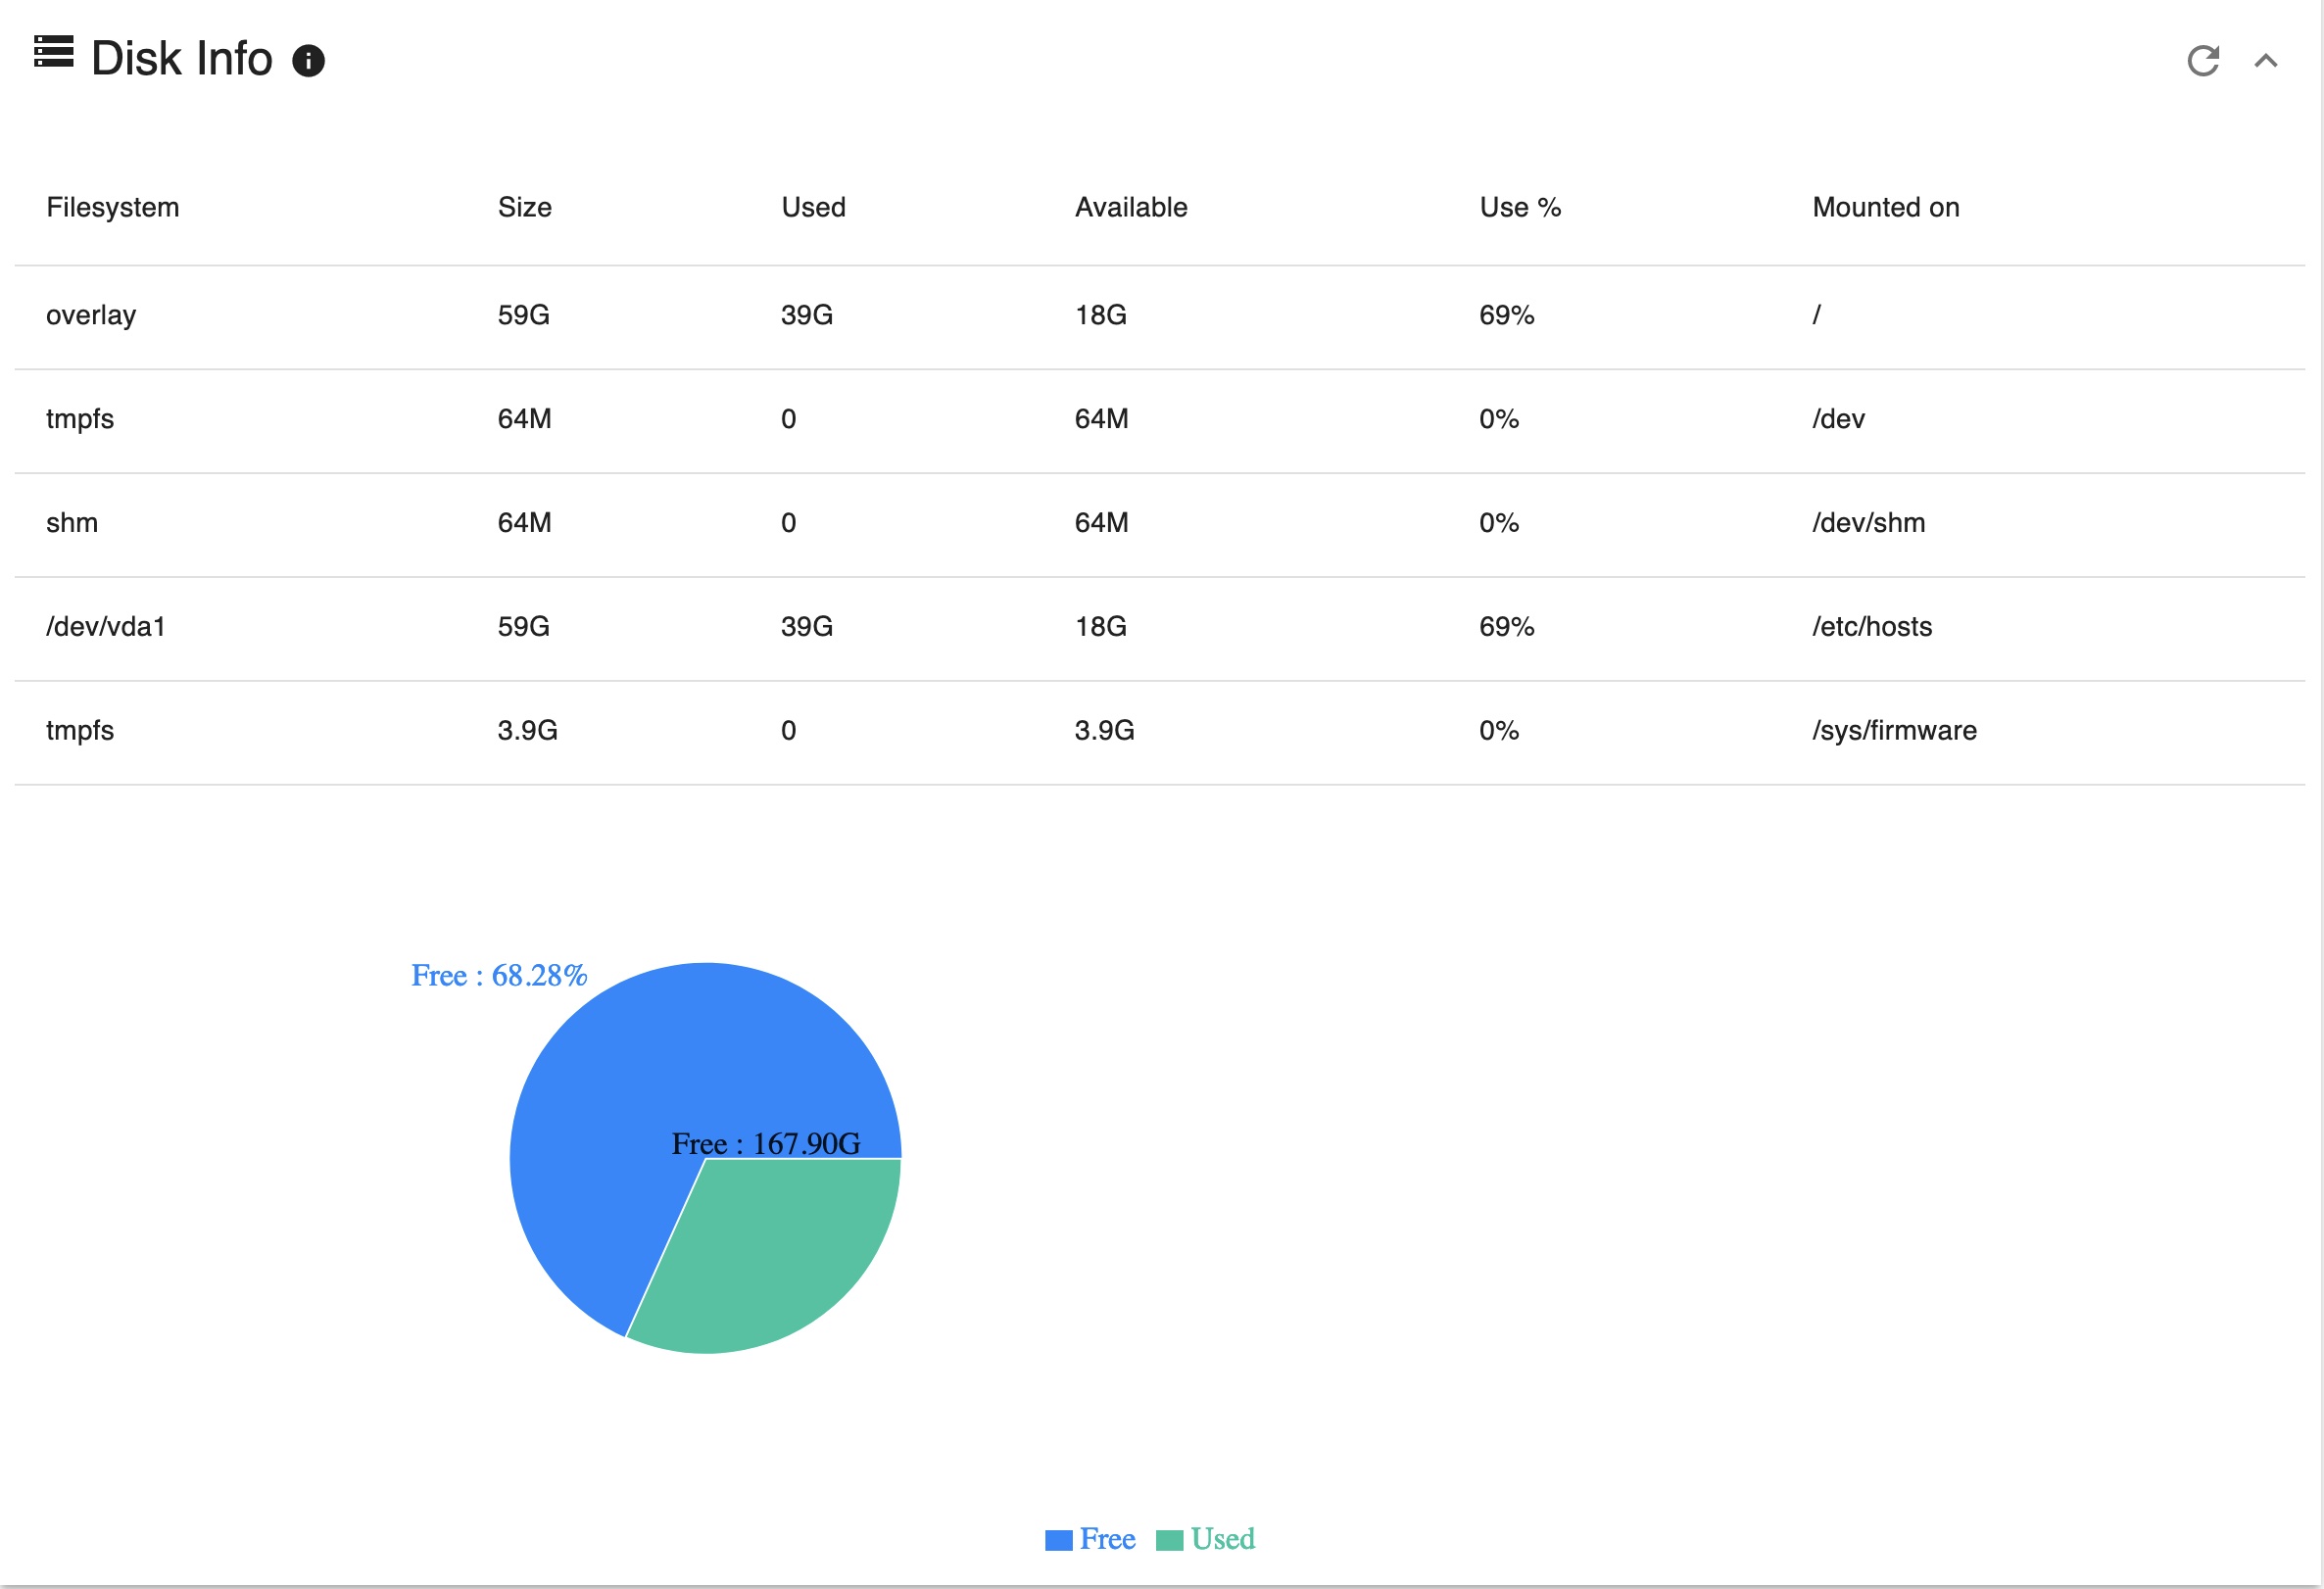 Disk Info
Filesystem Size Used Available Use % Mounted on
overlay 59G 39G 18G 69% /
tmpfs 64M 0 64M 0% /dev
shm 64M 0 64M 0% /dev/shm
/dev/vda1 59G 39G 18G 69% /etc/hosts
tmpfs 3.9G 0 3.9G 0% /sys/firmware
Free : 68.28%
Free : 167.90G
Free Used